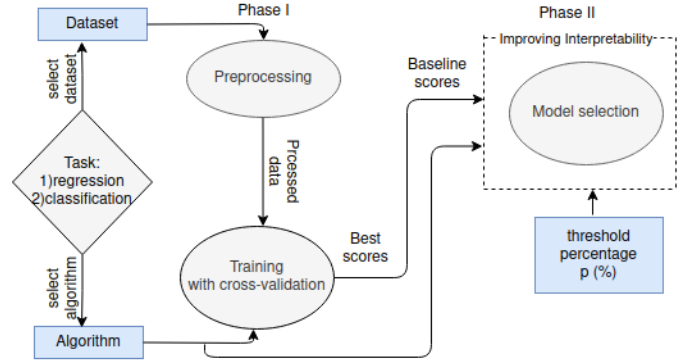 Dataset
Phase I
Phase II
Improving Interpretability
select
dataset
Preprocessing
Baseline
scores
Model selection
Task:
1)regression
2)classification
Prcessed
data
threshold
percentage
p (%)
Best
scores
Training
with cross-validation
select
algorithm
Algorithm